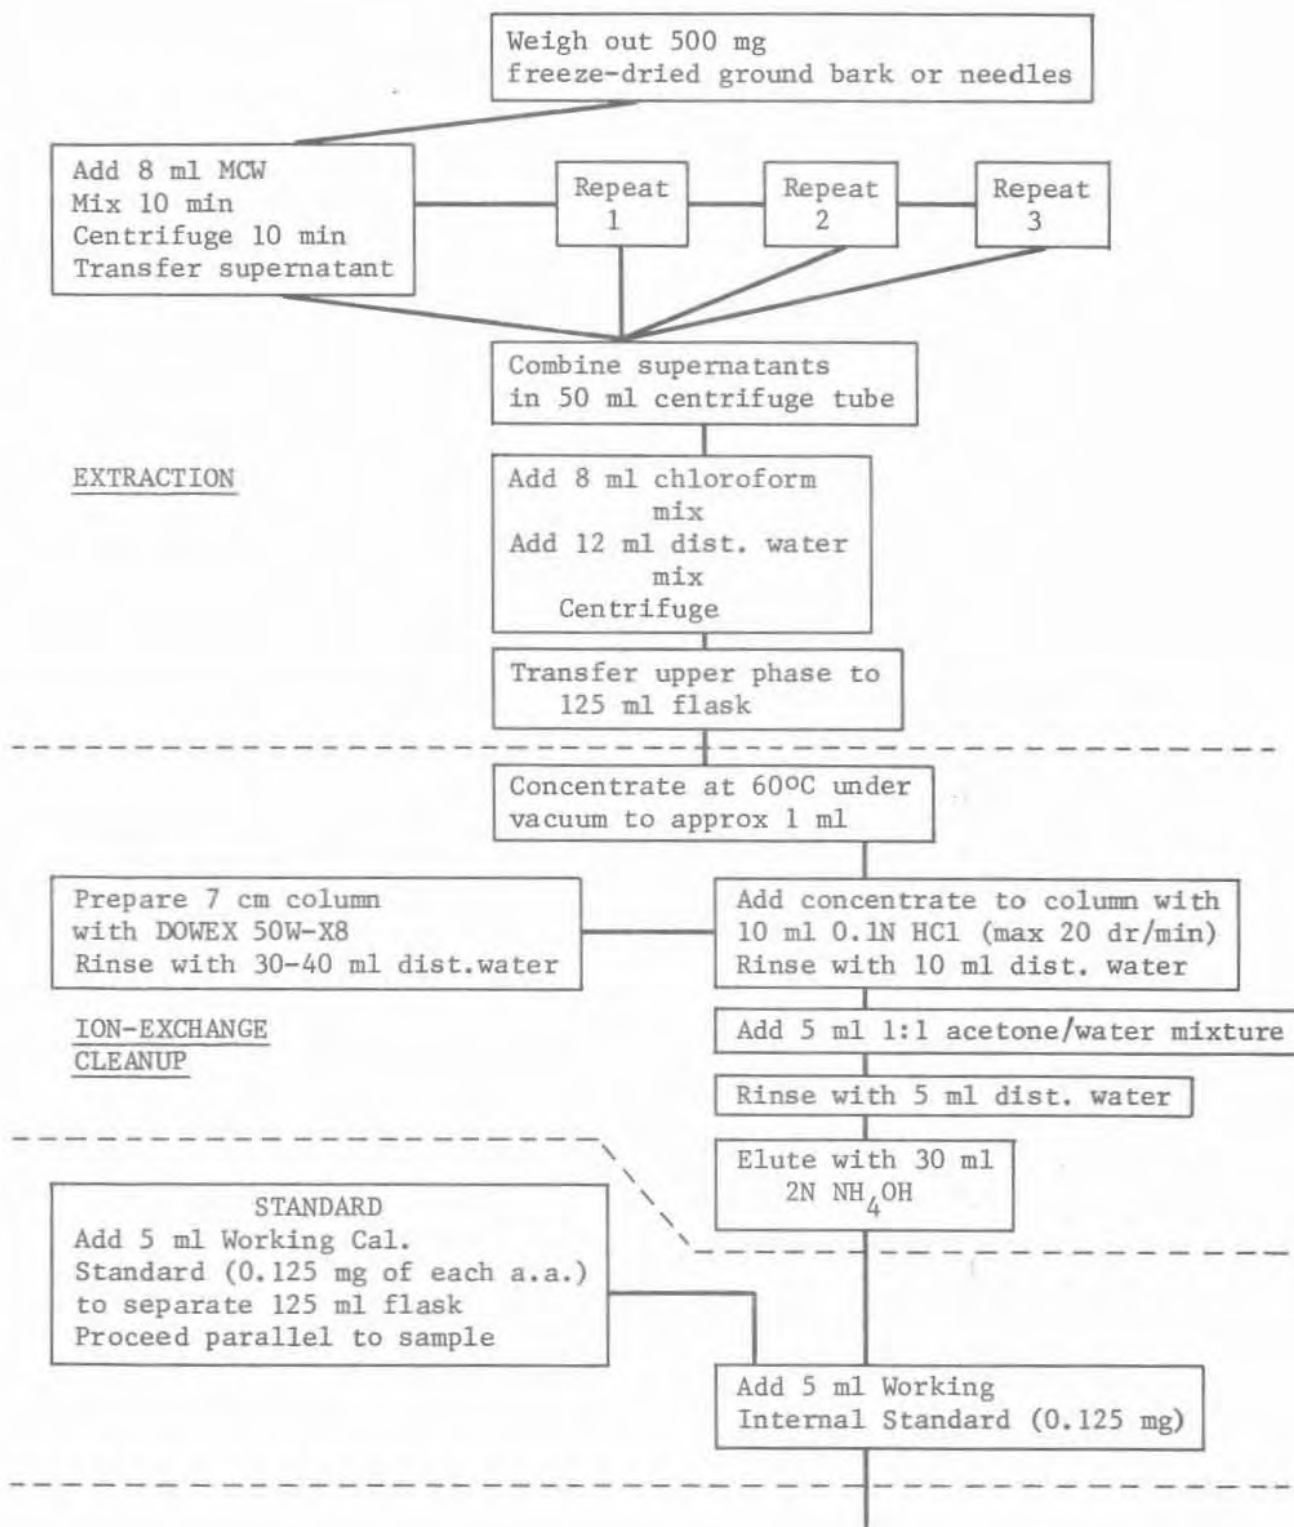 Weigh out 500 mg
freeze-dried ground bark or needles
Add 8 ml MCW
Mix 10 min
Centrifuge 10 min
Transfer supernatant
Repeat
1
Repeat
2
Repeat
3
Combine supernatants
in 50 ml centrifuge tube
EXTRACTION
Add 8 ml chloroform
mix
Add 12 ml dist. water
mix
Centrifuge
Transfer upper phase to
125 ml flask
Concentrate at 60ºC under
vacuum to approx 1 ml
Prepare 7 cm column
with DOWEX 50W-X8
Rinse with 30-40 ml dist.water
Add concentrate to column with
10 ml 0.1N HCl (max 20 dr/min)
Rinse with 10 ml dist. water
ION-EXCHANGE
CLEANUP
Add 5 ml 1:1 acetone/water mixture
Rinse with 5 ml dist. water
Elute with 30 ml
2N NH4OH
STANDARD
Add 5 ml Working Cal.
Standard (0.125 mg of each a.a.)
to separate 125 ml flask
Proceed parallel to sample
Add 5 ml Working
Internal Standard (0.125 mg)